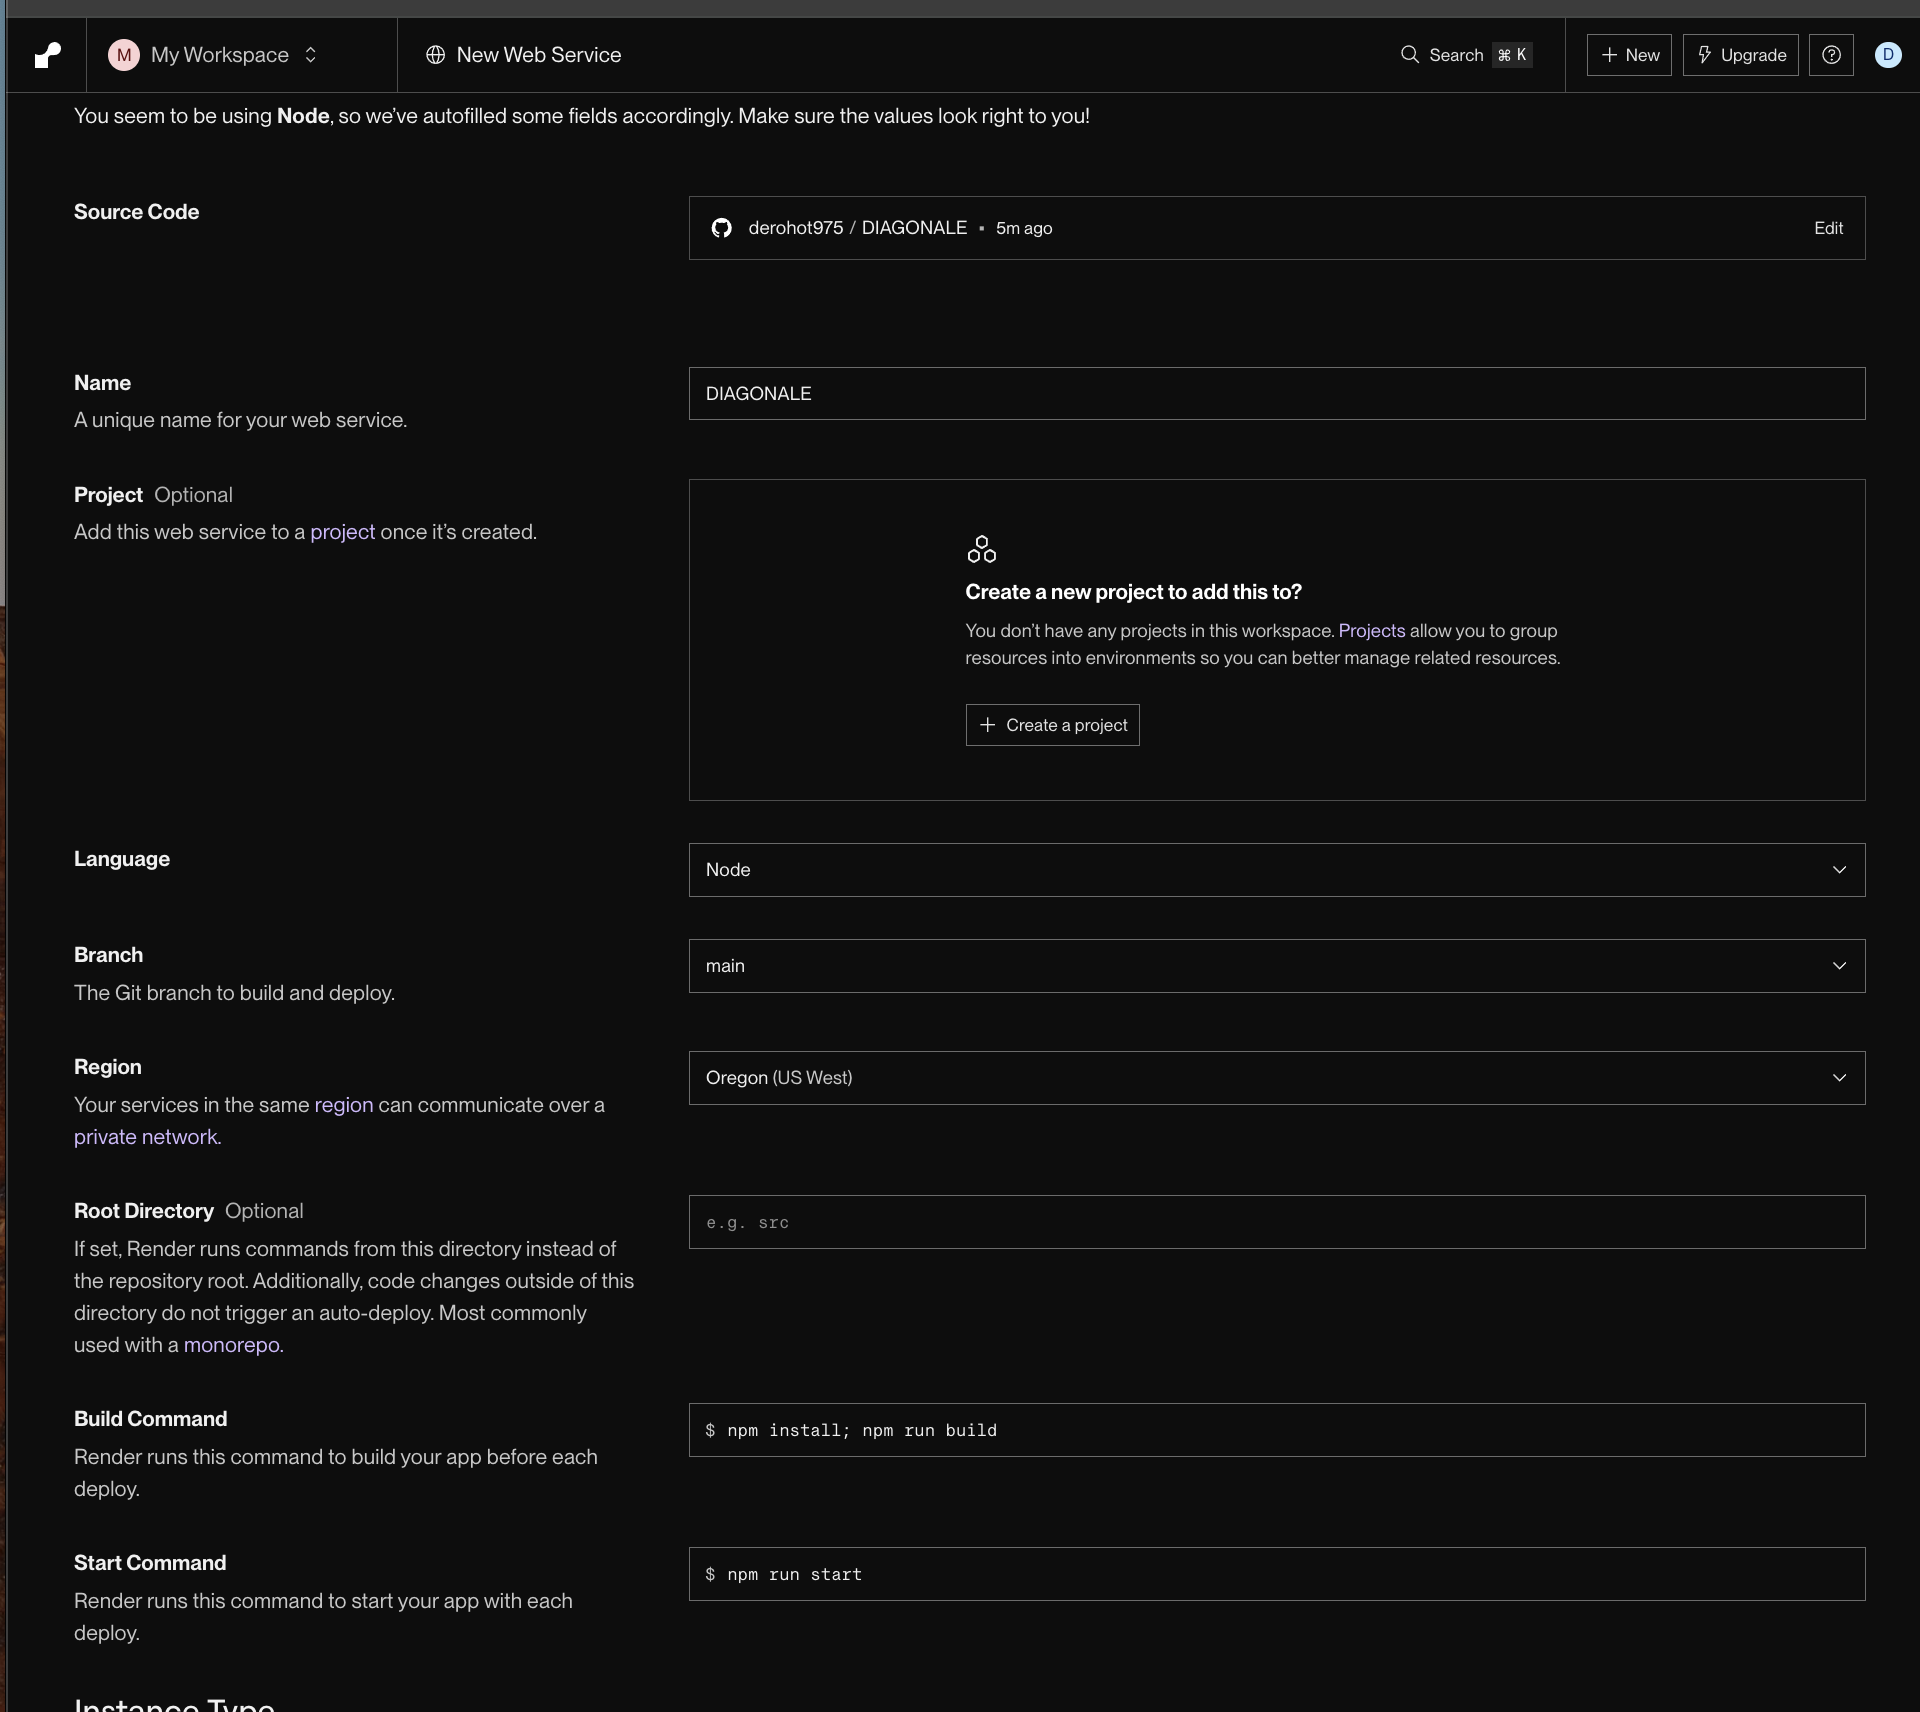 M My Workspace
New Web Service
Search ⌘ K
+ New
Upgrade
D
You seem to be using Node, so we’ve autofilled some fields accordingly. Make sure the values look right to you!
Source Code
derohot975 / DIAGONALE • 5m ago
Edit
Name
A unique name for your web service.
DIAGONALE
Project Optional
Add this web service to a project once it’s created.
Create a new project to add this to?
You don’t have any projects in this workspace. Projects allow you to group
resources into environments so you can better manage related resources.
+ Create a project
Language
Node
Branch
The Git branch to build and deploy.
main
Region
Your services in the same region can communicate over a
private network.
Oregon (US West)
Root Directory Optional
If set, Render runs commands from this directory instead of
the repository root. Additionally, code changes outside of this
directory do not trigger an auto-deploy. Most commonly
used with a monorepo.
e.g. src
Build Command
Render runs this command to build your app before each
deploy.
$ npm install; npm run build
Start Command
Render runs this command to start your app with each
deploy.
$ npm run start
Instance Type